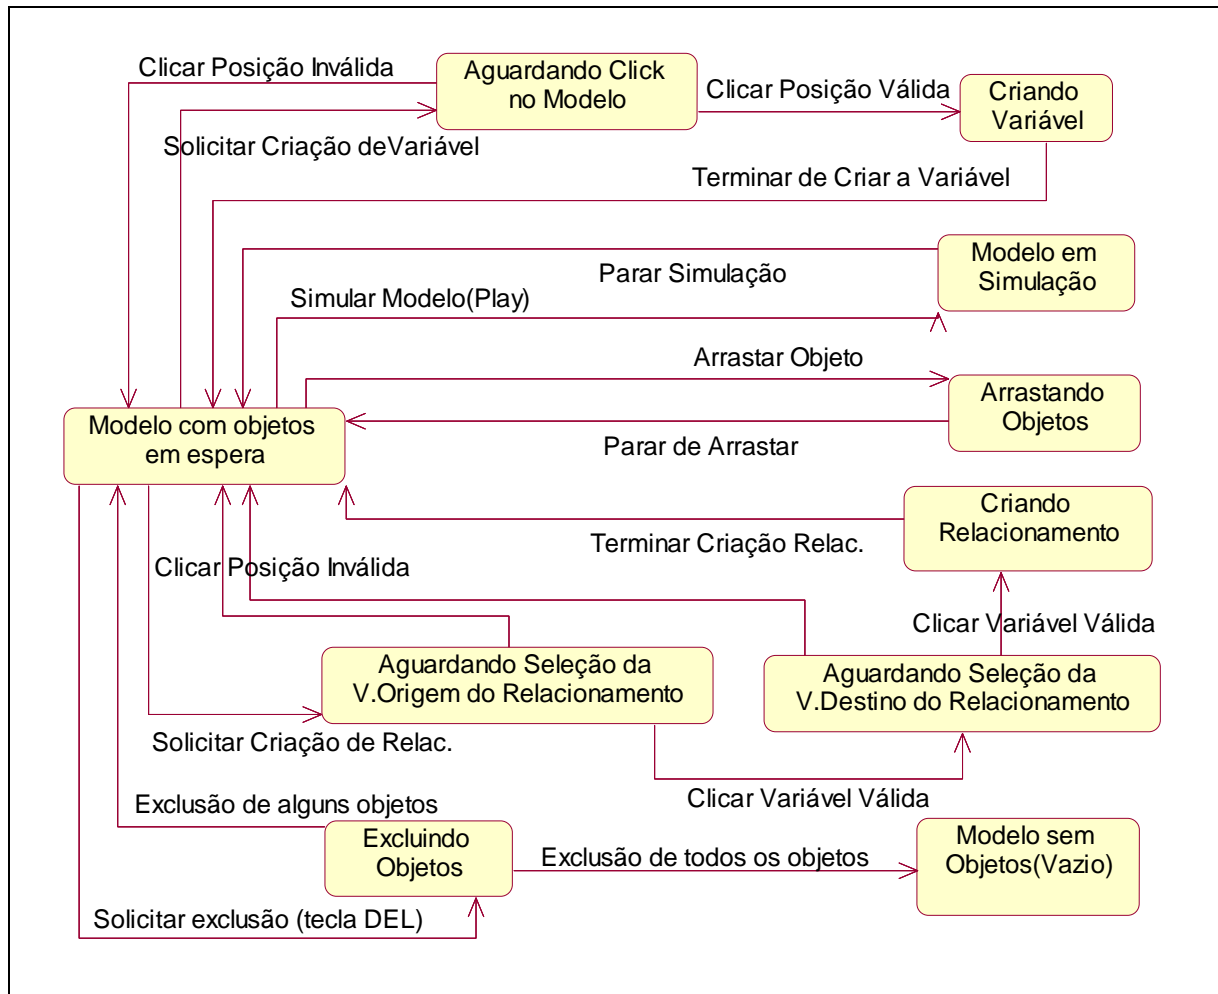 Clicar Posição Inválida
Aguardando Click
no Modelo
Clicar Posição Válida
Criando
Variável
Solicitar Criação deVariável
Terminar de Criar a Variável
Modelo em
Simulação
Parar Simulação
Simular Modelo(Play)
Arrastar Objeto
Arrastando
Objetos
Modelo com objetos
em espera
Parar de Arrastar
Criando
Relacionamento
Terminar Criação Relac.
Clicar Posição Inválida
Clicar Variável Válida
Aguardando Seleção da
V.Origem do Relacionamento
Aguardando Seleção da
V.Destino do Relacionamento
Solicitar Criação de Relac.
Clicar Variável Válida
Exclusão de alguns objetos
Excluindo
Objetos
Exclusão de todos os objetos
Modelo sem
Objetos(Vazio)
Solicitar exclusão (tecla DEL)